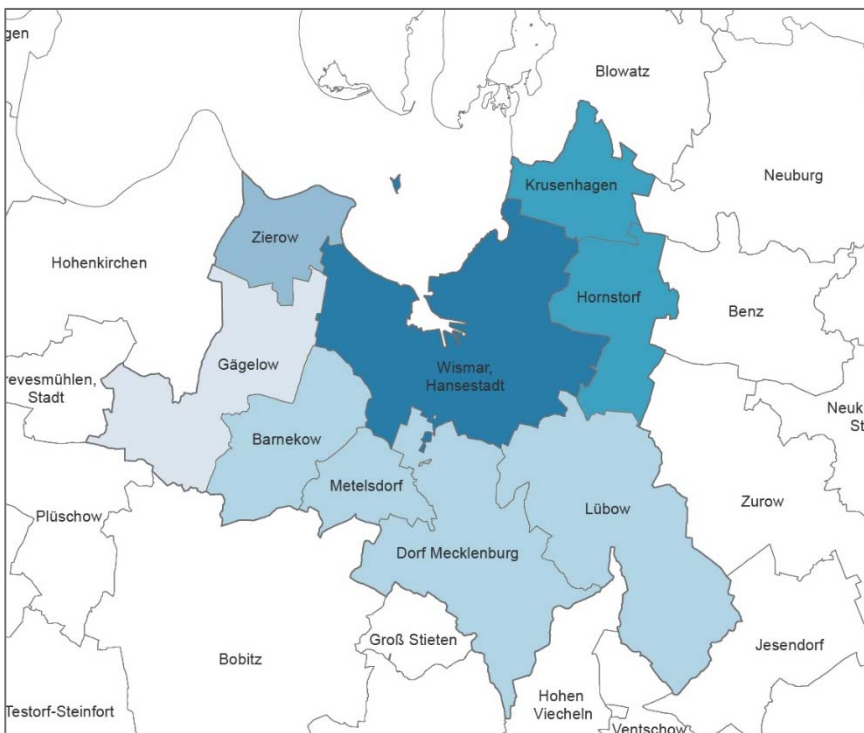 gen
Blowatz
Krusenhagen
Neuburg
Zierow
Hohenkirchen
Hornstorf
Benz
Gägelow
Wismar,
Hansestadt
revesmühlen,
Stadt
Neuk
St
Barnekow
Metelsdorf
Plüschow
Lübow
Zurow
Dorf Mecklenburg
Groß Stieten
Jesendorf
Bobitz
Hohen
Viecheln
Testorf-Steinfort
Ventschow